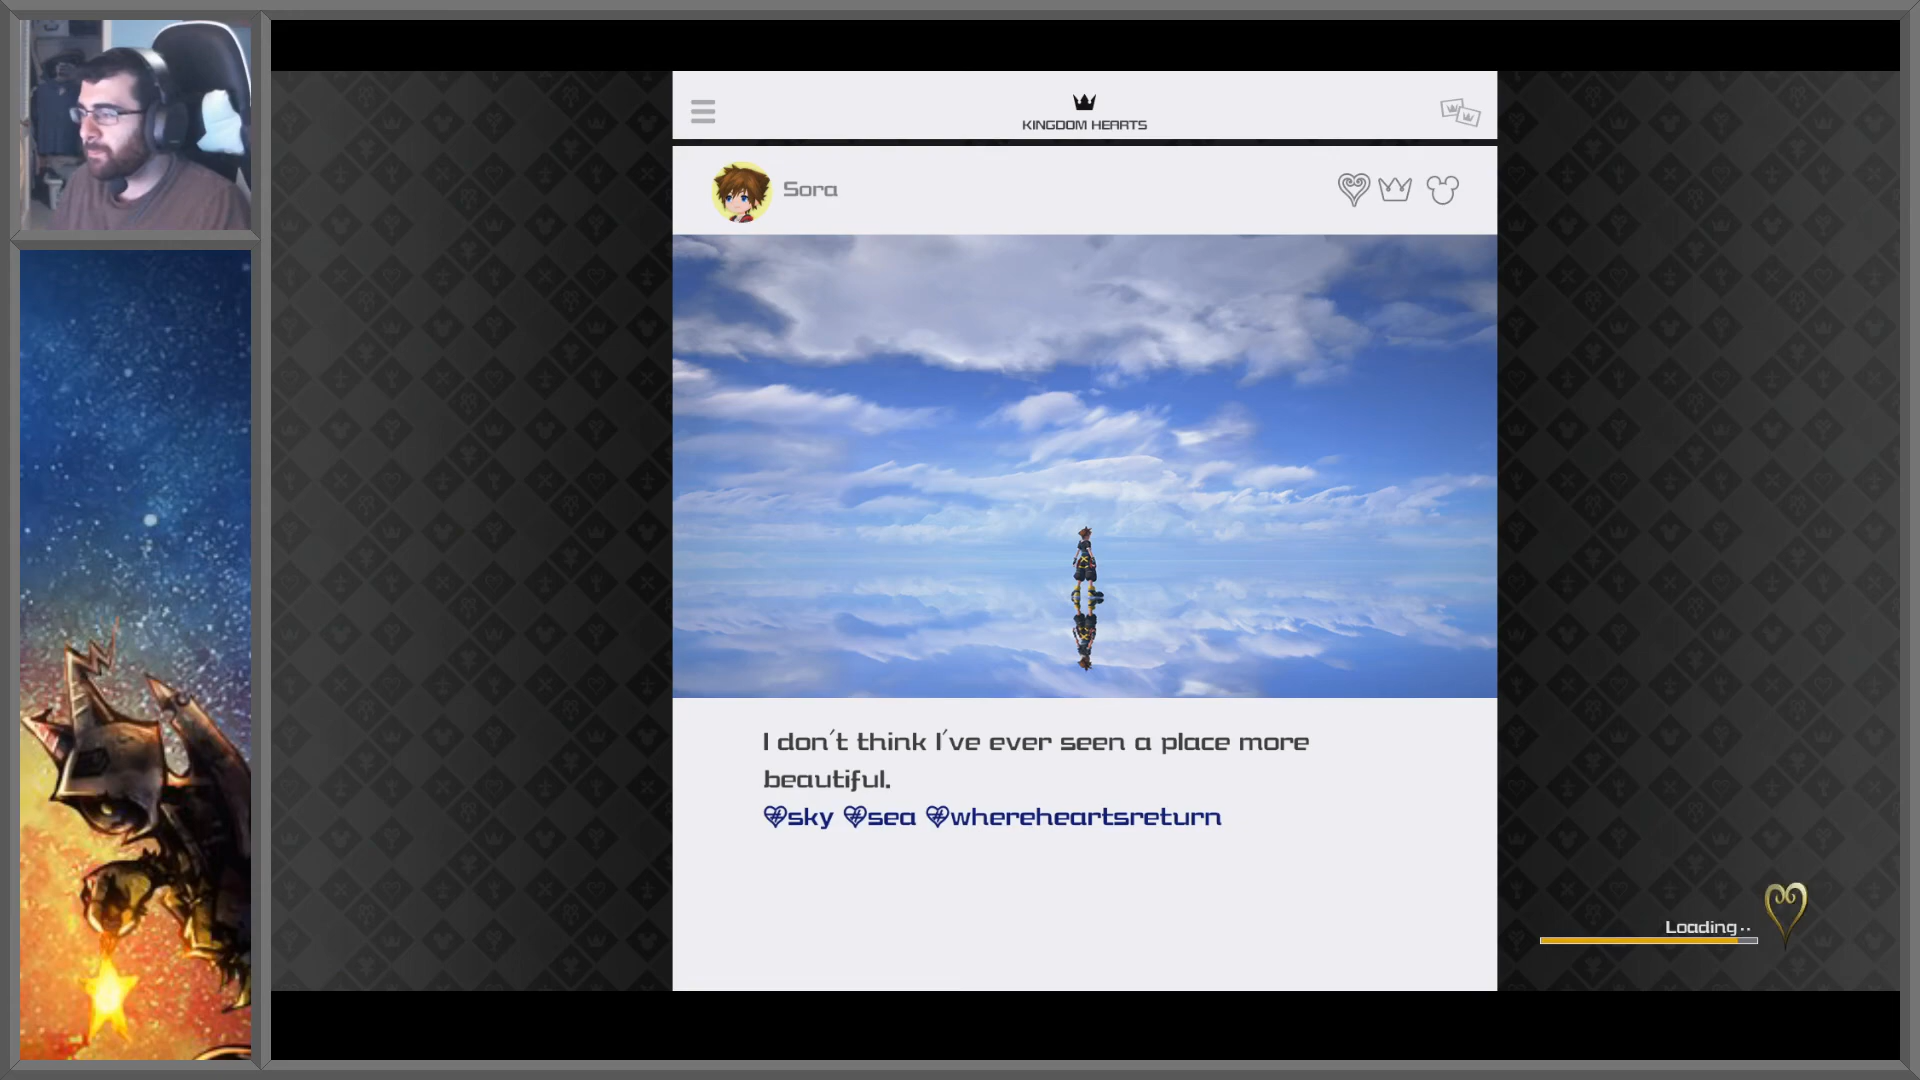 KINGDOM HEARTS
Sora
I don't think I've ever seen a place more
beautiful.
#sky #sea #whereheartsreturn
Loading..